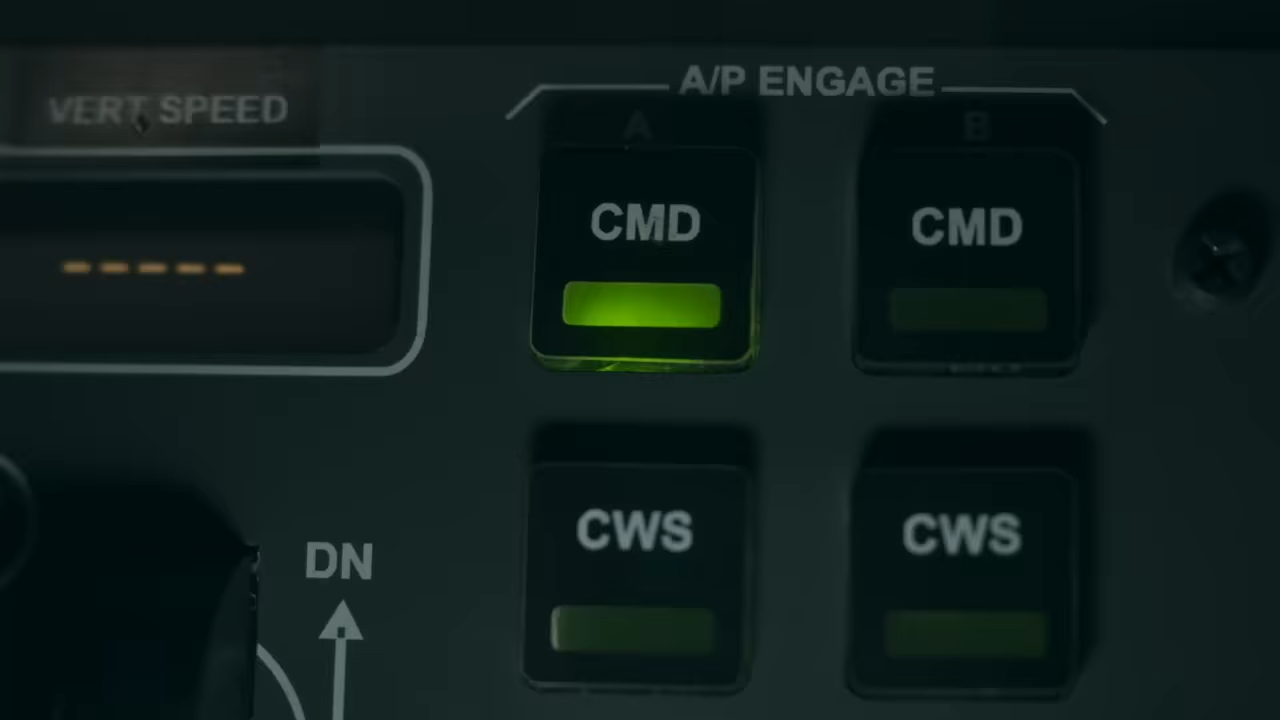 A/P ENGAGE
VERT SPEED
A
B
CMD
CMD
-----
CWS
CWS
DN